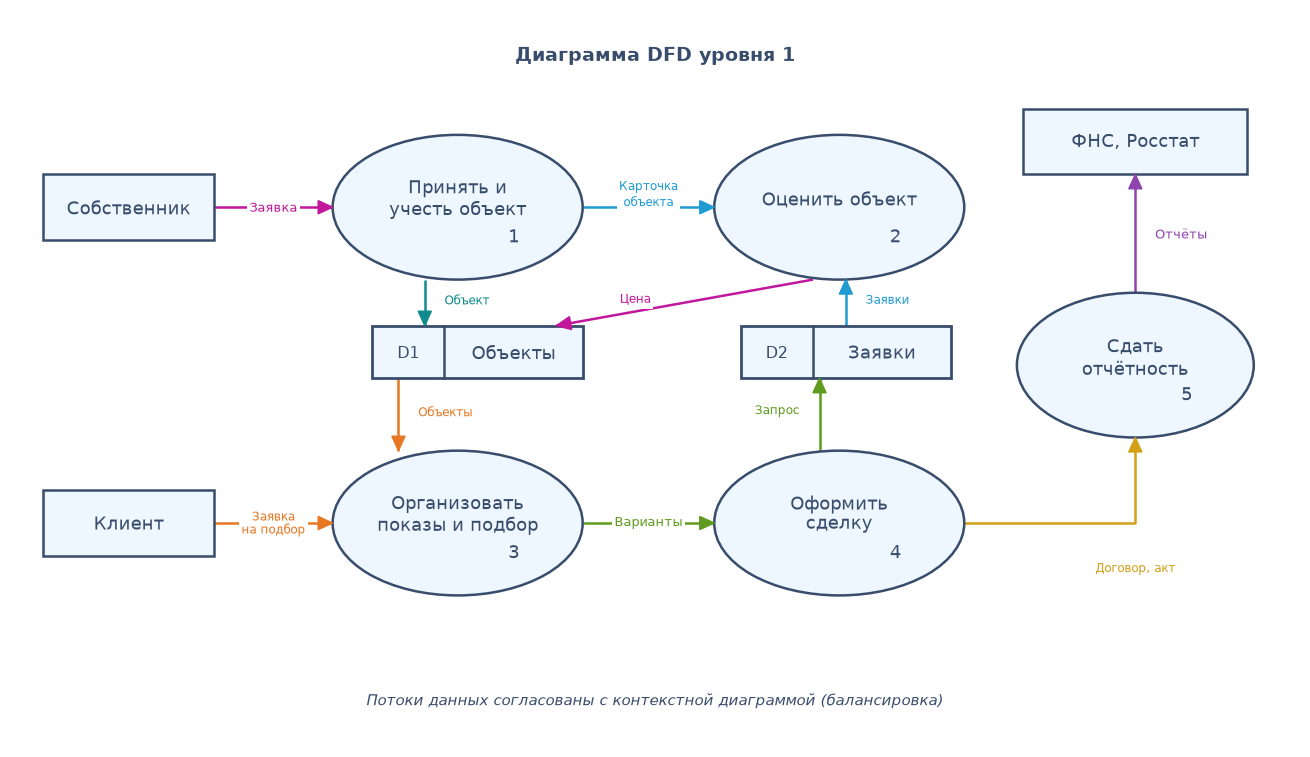 Диаграмма DFD уровня 1
ФНС, Росстат
Собственник
Заявка
Принять и
учесть объект
1
Карточка
объекта
Оценить объект
2
Отчёты
Объект
Цена
Заявки
D1
Объекты
D2
Заявки
Сдать
отчётность
5
Объекты
Запрос
Клиент
Заявка
на подбор
Организовать
показы и подбор
3
Варианты
Оформить
сделку
4
Договор, акт
Потоки данных согласованы с контекстной диаграммой (балансировка)